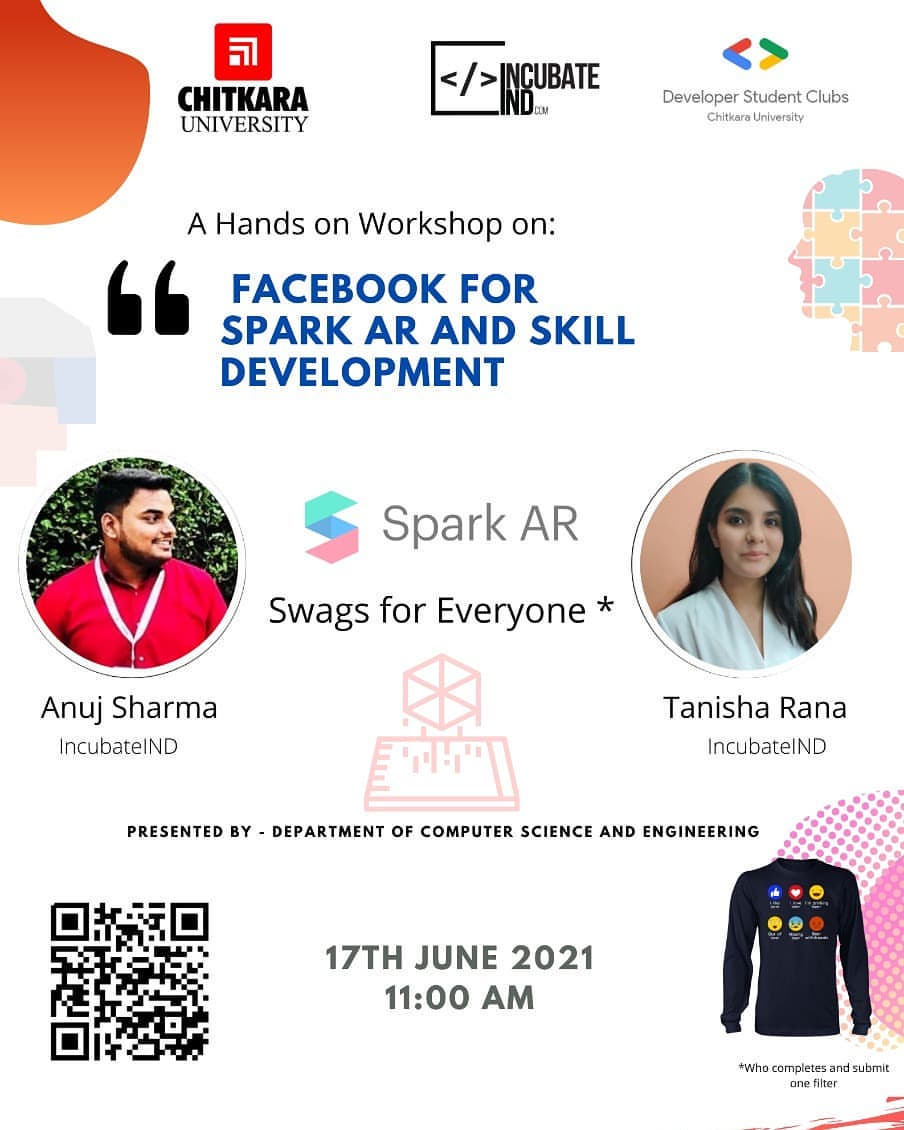 CHITKARA
UNIVERSITY
</>INCUBATE
IND.COM
Developer Student Clubs
Chitkara University
A Hands on Workshop on:
“ FACEBOOK FOR
SPARK AR AND SKILL
DEVELOPMENT
Spark AR
Swags for Everyone *
Anuj Sharma
IncubateIND
Tanisha Rana
IncubateIND
PRESENTED BY - DEPARTMENT OF COMPUTER SCIENCE AND ENGINEERING
17TH JUNE 2021
11:00 AM
*Who completes and submit
one filter